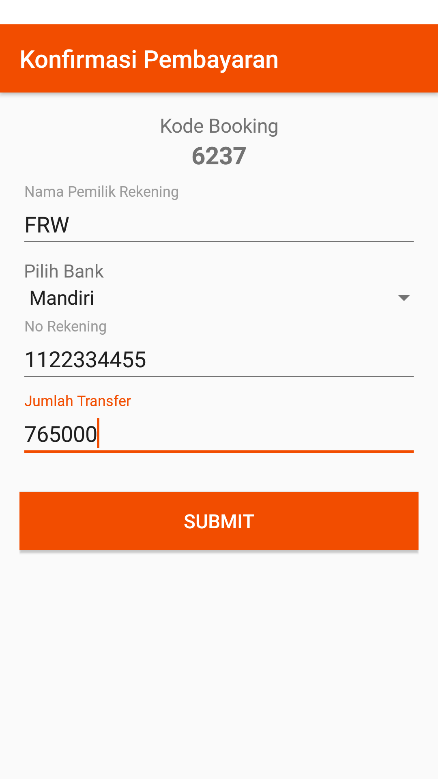 Konfirmasi Pembayaran
Kode Booking
6237
Nama Pemilik Rekening
FRW
Pilih Bank
Mandiri
No Rekening
1122334455
Jumlah Transfer
765000
SUBMIT